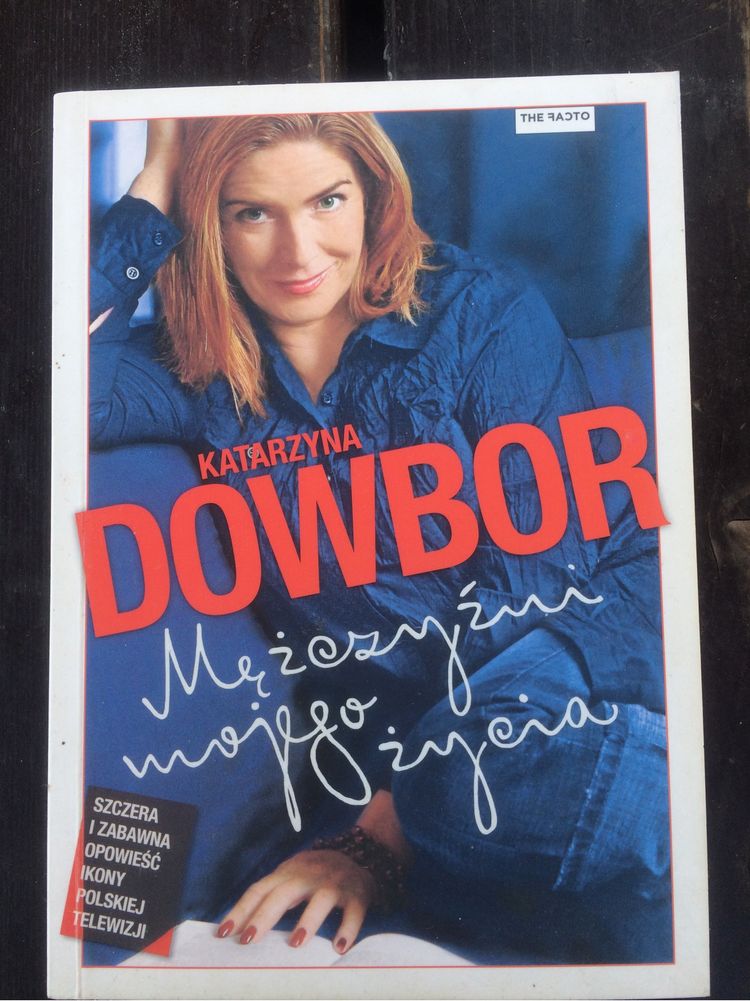 THE FACTO
KATARZYNA
DOWBOR
Mężczyźni
mojego życia
SZCZERA
I ZABAWNA
OPOWIEŚĆ
IKONY
POLSKIEJ
TELEWIZJI